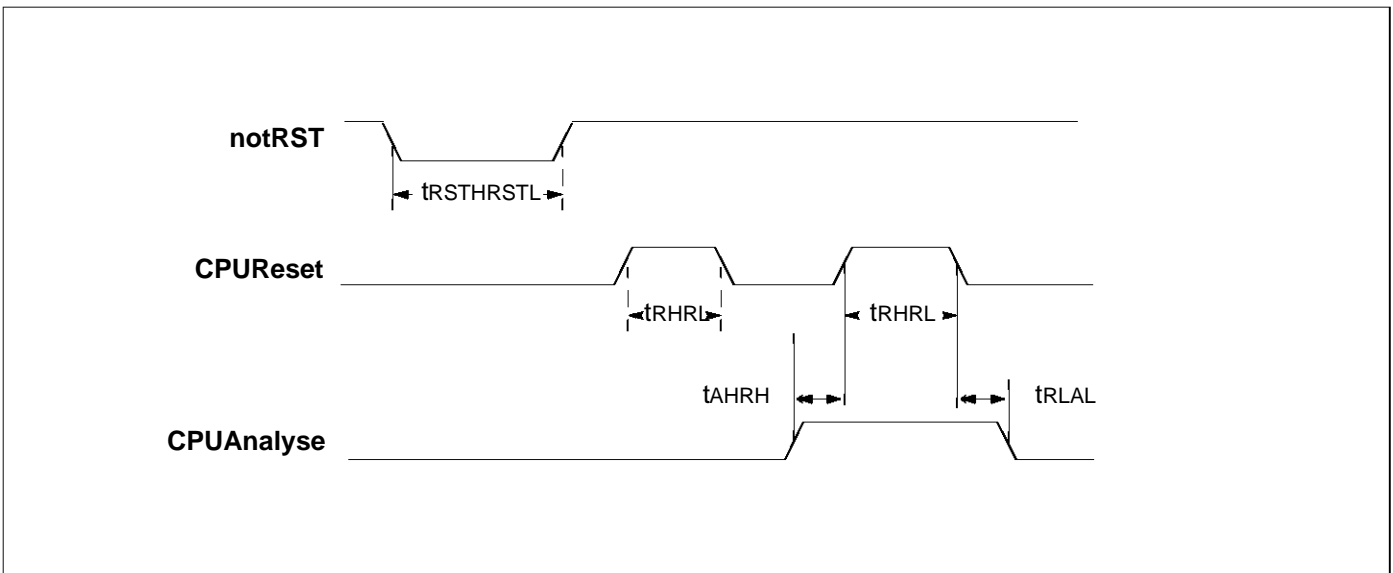 notRST
tRSTHRSTL
CPUReset
tRHRL
tRHRL
tAHRH
tRLAL
CPUAnalyse